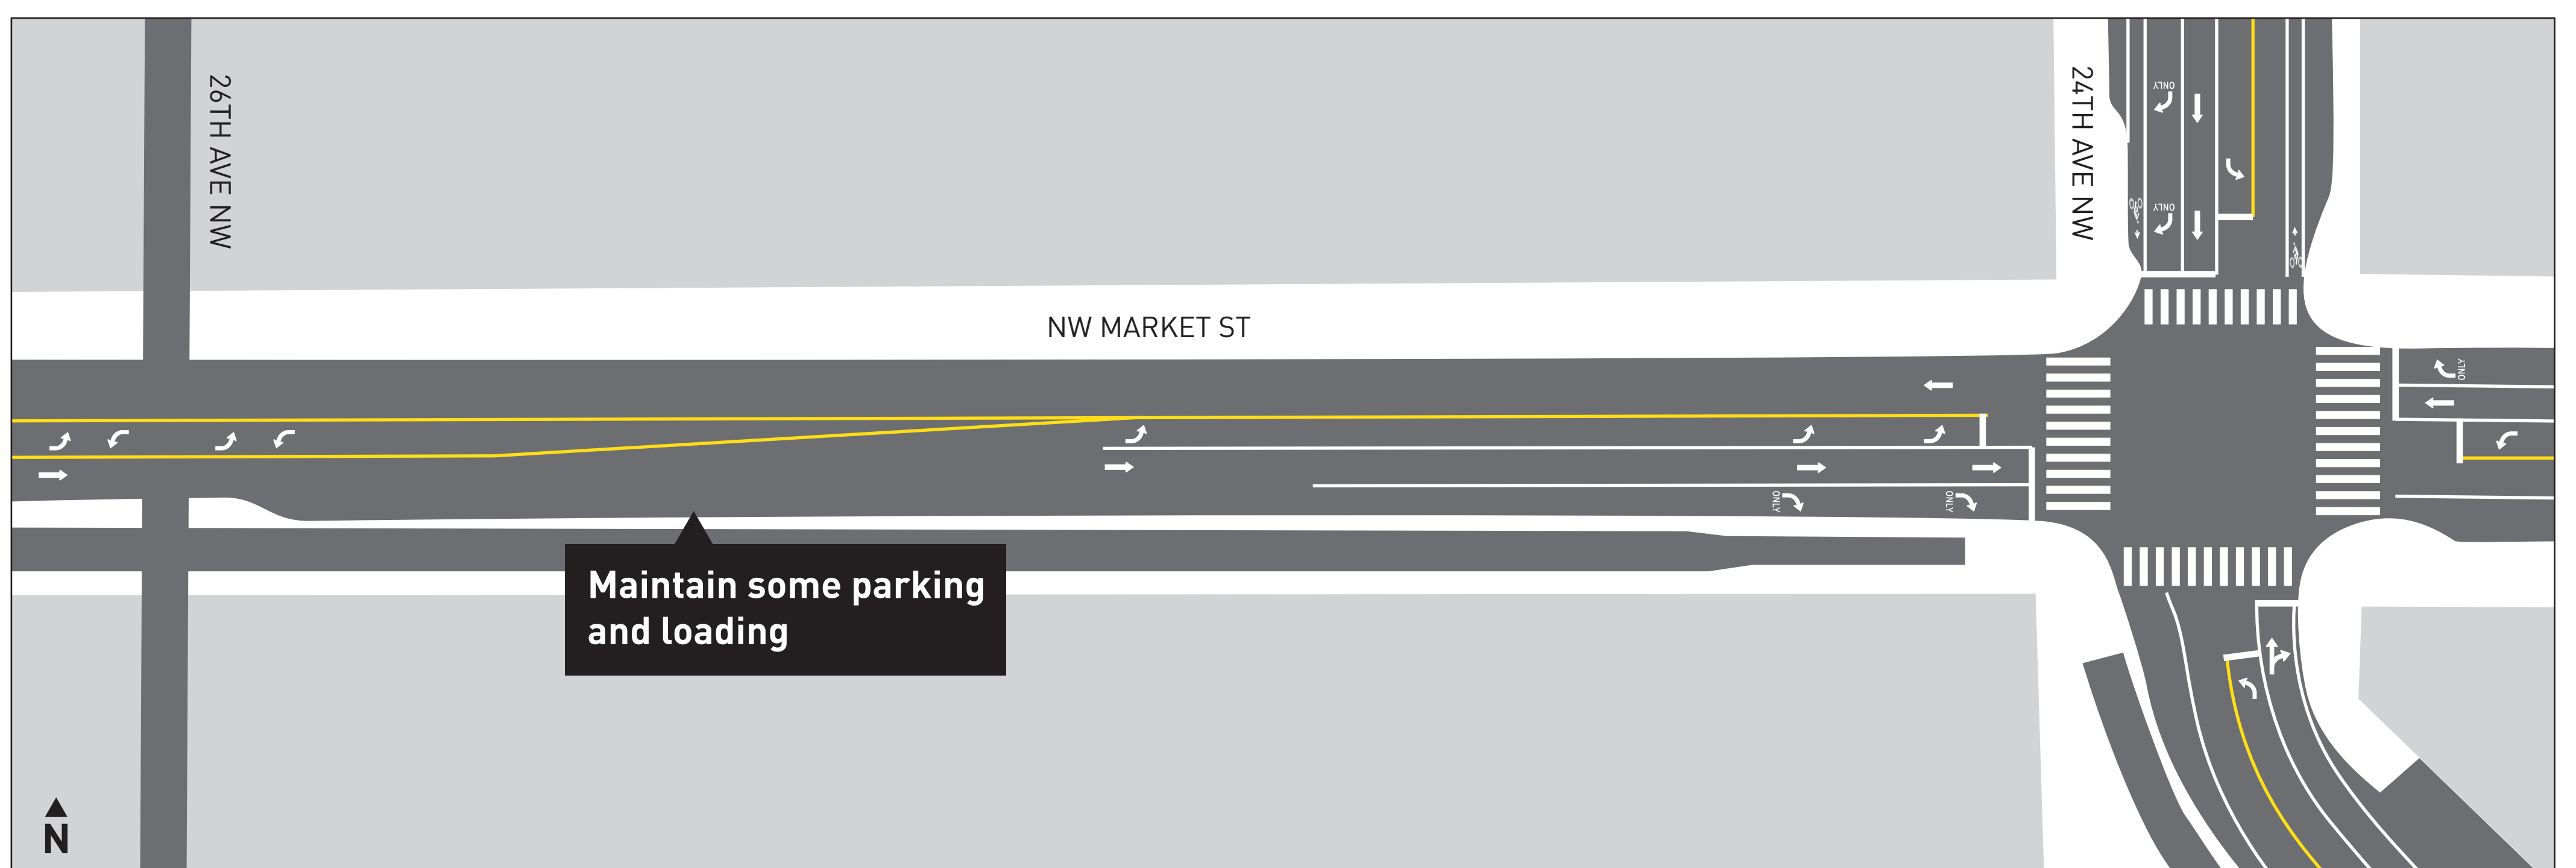 26TH AVE NW
24TH AVE NW
ONLY
ONLY
NW MARKET ST
ONLY
ONLY
ONLY
Maintain some parking
and loading
N